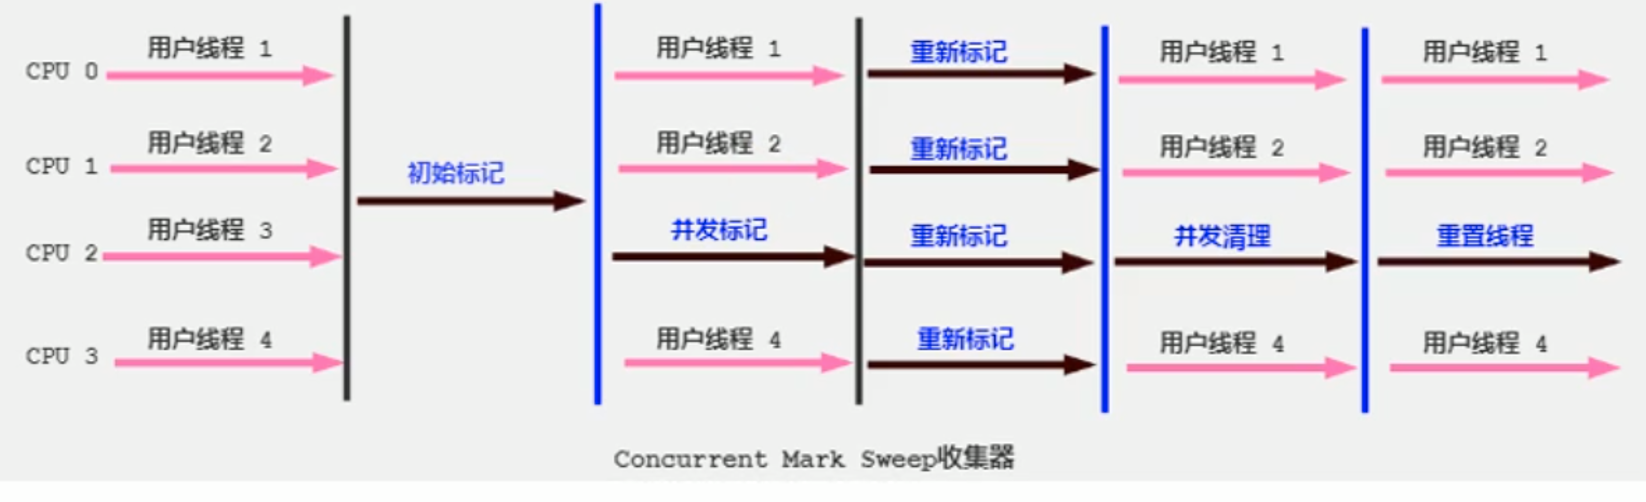 CPU 0 用户线程 1 用户线程 1 重新标记 用户线程 1 用户线程 1
CPU 1 用户线程 2 用户线程 2 重新标记 用户线程 2 用户线程 2
初始标记
CPU 2 用户线程 3 并发标记 重新标记 并发清理 重置线程
CPU 3 用户线程 4 用户线程 4 重新标记 用户线程 4 用户线程 4
Concurrent Mark Sweep收集器